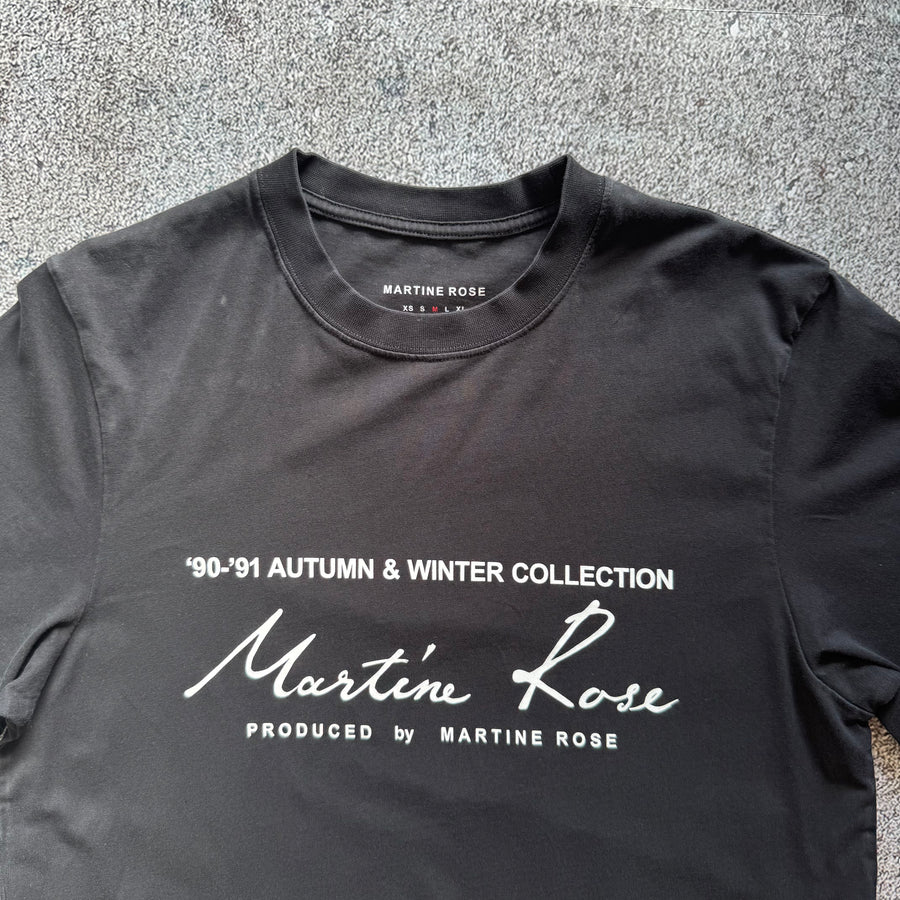 MARTINE ROSE
XS S M L XL
‘90-’91 AUTUMN & WINTER COLLECTION
Martine Rose
PRODUCED by MARTINE ROSE